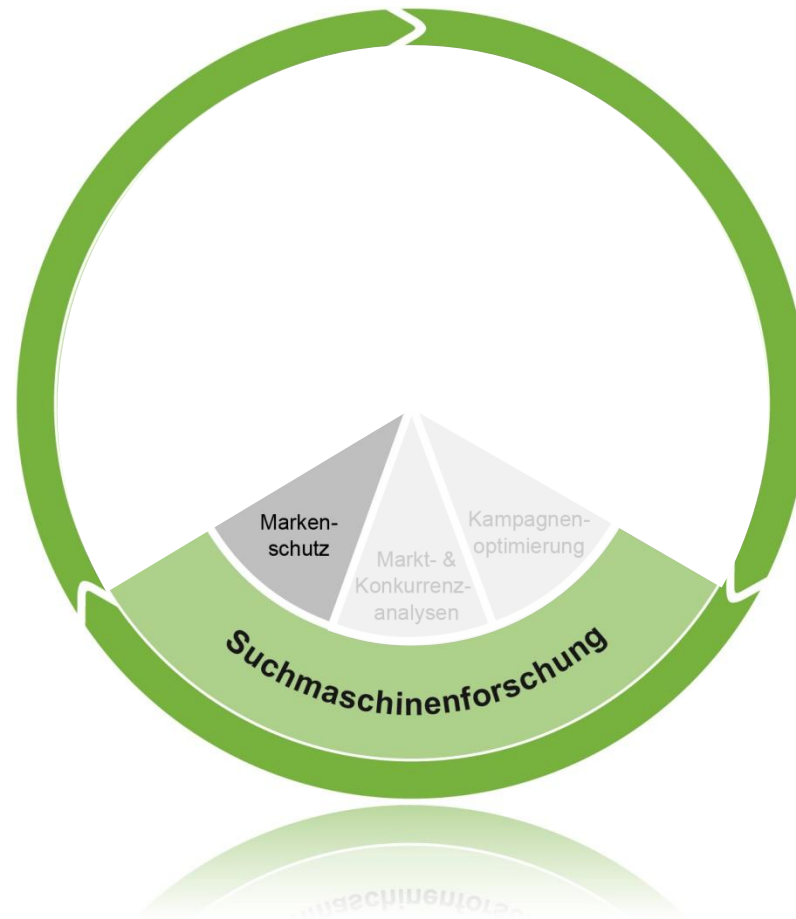 Marken-
schutz
Markt- &
Konkurrenz-
analysen
Kampagnen-
optimierung
Suchmaschinenforschung